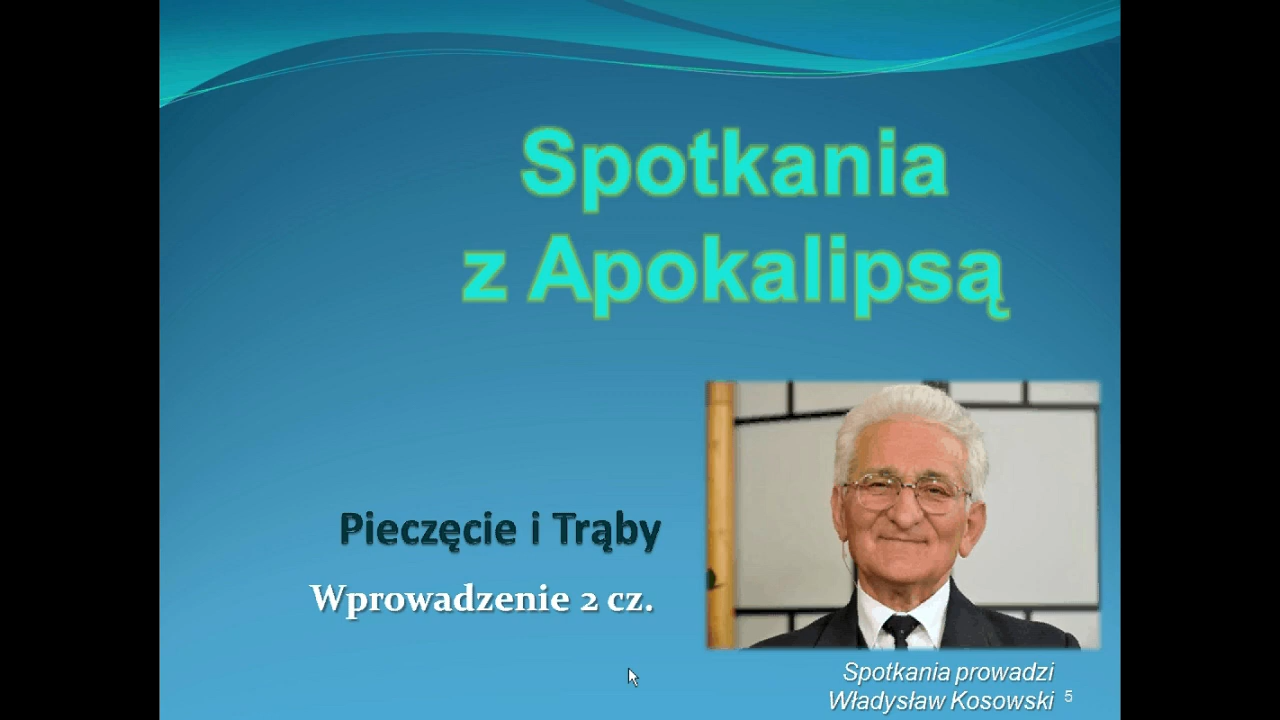 Spotkania
z Apokalipsą
Pieczęcie i Trąby
Wprowadzenie 2 cz.
Spotkania prowadzi
Władysław Kosowski 5